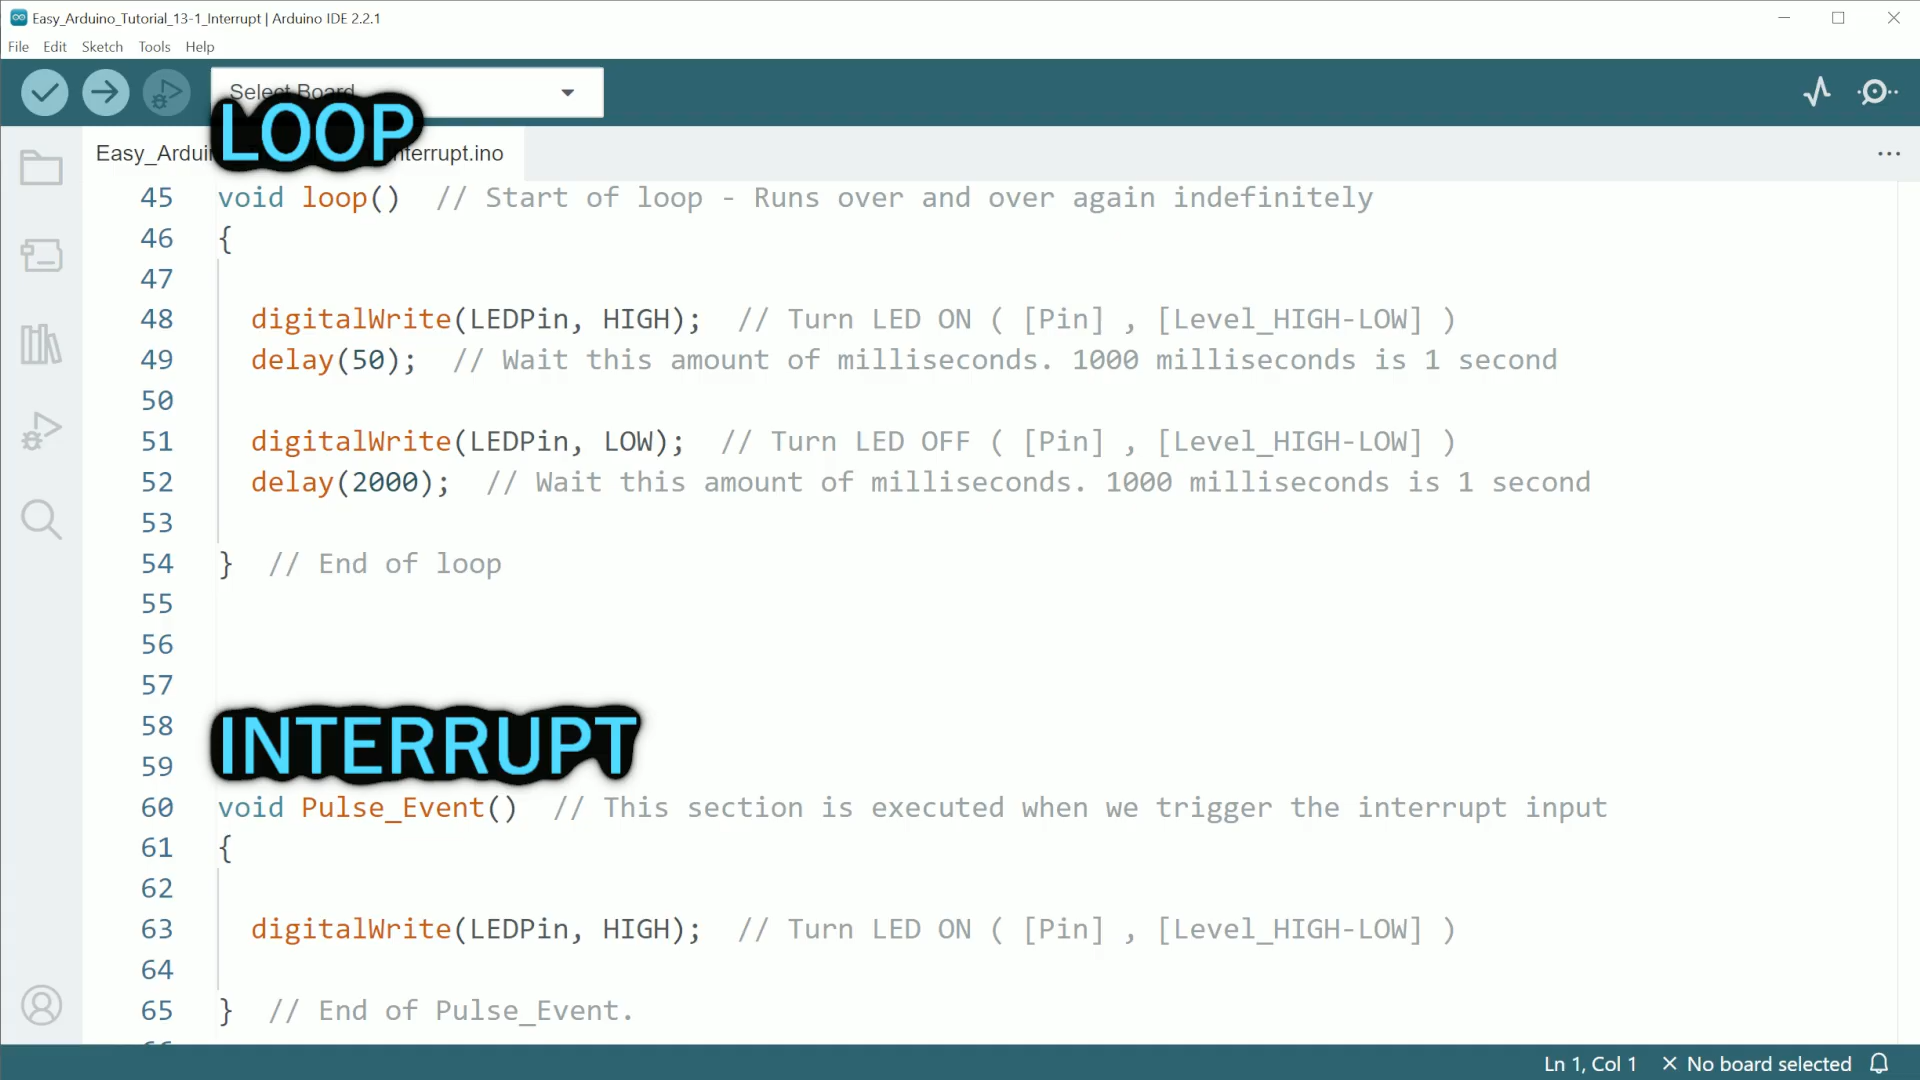 Easy_Arduino_Tutorial_13-1_Interrupt | Arduino IDE 2.2.1
File Edit Sketch Tools Help
Select Board
LOOP
Easy_Ardui nterrupt.ino
45 void loop() // Start of loop - Runs over and over again indefinitely
46 {
47
48 digitalWrite(LEDPin, HIGH); // Turn LED ON ( [Pin] , [Level_HIGH-LOW] )
49 delay(50); // Wait this amount of milliseconds. 1000 milliseconds is 1 second
50
51 digitalWrite(LEDPin, LOW); // Turn LED OFF ( [Pin] , [Level_HIGH-LOW] )
52 delay(2000); // Wait this amount of milliseconds. 1000 milliseconds is 1 second
53
54 } // End of loop
55
56
57
58
INTERRUPT
59
60 void Pulse_Event() // This section is executed when we trigger the interrupt input
61 {
62
63 digitalWrite(LEDPin, HIGH); // Turn LED ON ( [Pin] , [Level_HIGH-LOW] )
64
65 } // End of Pulse_Event.
Ln 1, Col 1 × No board selected